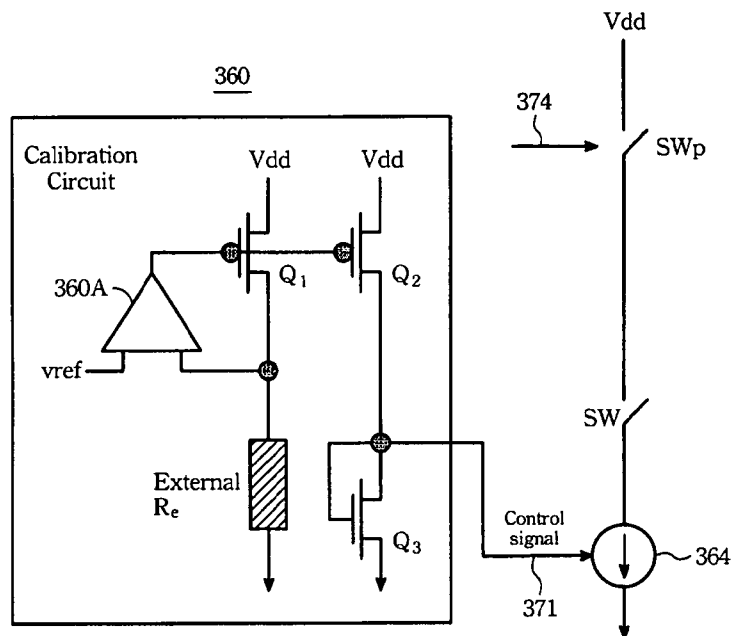 360
Calibration
Circuit
Vdd
Vdd
Vdd
374
SWp
Q1
Q2
360A
vref
External
Re
SW
Q3
Control
signal
371
364